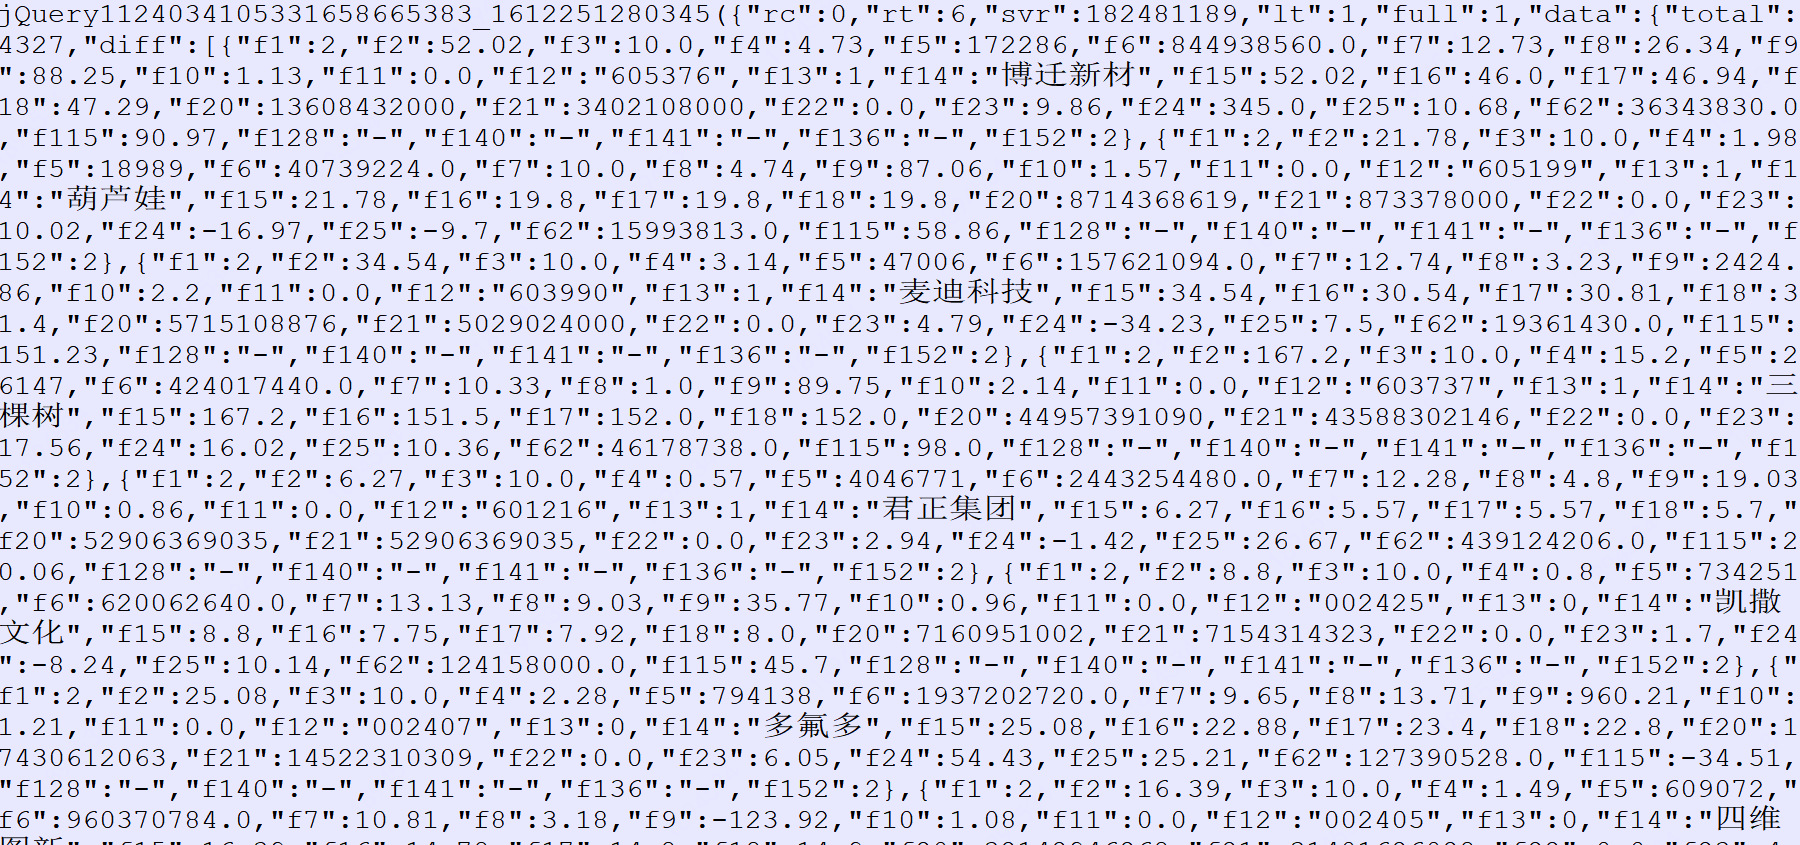 jQuery1124034105331658665383_1612251280345({"rc":0,"rt":6,"svr":182481189,"lt":1,"full":1,"data":{"total":
4327,"diff":[{"f1":2,"f2":52.02,"f3":10.0,"f4":4.73,"f5":172286,"f6":844938560.0,"f7":12.73,"f8":26.34,"f9
":88.25,"f10":1.13,"f11":0.0,"f12":"605376","f13":1,"f14":"博迁新材","f15":52.02,"f16":46.0,"f17":46.94,"f
18":47.29,"f20":13608432000,"f21":3402108000,"f22":0.0,"f23":9.86,"f24":345.0,"f25":10.68,"f62":36343830.0
,"f115":90.97,"f128":"-","f140":"-","f141":"-","f136":"-","f152":2},{"f1":2,"f2":21.78,"f3":10.0,"f4":1.98
,"f5":18989,"f6":40739224.0,"f7":10.0,"f8":4.74,"f9":87.06,"f10":1.57,"f11":0.0,"f12":"605199","f13":1,"f1
4":"葫芦娃","f15":21.78,"f16":19.8,"f17":19.8,"f18":19.8,"f20":8714368619,"f21":873378000,"f22":0.0,"f23":
10.02,"f24":-16.97,"f25":-9.7,"f62":15993813.0,"f115":58.86,"f128":"-","f140":"-","f141":"-","f136":"-","f
152":2},{"f1":2,"f2":34.54,"f3":10.0,"f4":3.14,"f5":47006,"f6":157621094.0,"f7":12.74,"f8":3.23,"f9":2424.
86,"f10":2.2,"f11":0.0,"f12":"603990","f13":1,"f14":"麦迪科技","f15":34.54,"f16":30.54,"f17":30.81,"f18":3
1.4,"f20":5715108876,"f21":5029024000,"f22":0.0,"f23":4.79,"f24":-34.23,"f25":7.5,"f62":19361430.0,"f115":
151.23,"f128":"-","f140":"-","f141":"-","f136":"-","f152":2},{"f1":2,"f2":167.2,"f3":10.0,"f4":15.2,"f5":2
6147,"f6":424017440.0,"f7":10.33,"f8":1.0,"f9":89.75,"f10":2.14,"f11":0.0,"f12":"603737","f13":1,"f14":"三
棵树","f15":167.2,"f16":151.5,"f17":152.0,"f18":152.0,"f20":44957391090,"f21":43588302146,"f22":0.0,"f23":
17.56,"f24":16.02,"f25":10.36,"f62":46178738.0,"f115":98.0,"f128":"-","f140":"-","f141":"-","f136":"-","f1
52":2},{"f1":2,"f2":6.27,"f3":10.0,"f4":0.57,"f5":4046771,"f6":2443254480.0,"f7":12.28,"f8":4.8,"f9":19.03
,"f10":0.86,"f11":0.0,"f12":"601216","f13":1,"f14":"君正集团","f15":6.27,"f16":5.57,"f17":5.57,"f18":5.7,"
f20":52906369035,"f21":52906369035,"f22":0.0,"f23":2.94,"f24":-1.42,"f25":26.67,"f62":439124206.0,"f115":2
0.06,"f128":"-","f140":"-","f141":"-","f136":"-","f152":2},{"f1":2,"f2":8.8,"f3":10.0,"f4":0.8,"f5":734251
,"f6":620062640.0,"f7":13.13,"f8":9.03,"f9":35.77,"f10":0.96,"f11":0.0,"f12":"002425","f13":0,"f14":"凯撒
文化","f15":8.8,"f16":7.75,"f17":7.92,"f18":8.0,"f20":7160951002,"f21":7154314323,"f22":0.0,"f23":1.7,"f24
":-8.24,"f25":10.14,"f62":124158000.0,"f115":45.7,"f128":"-","f140":"-","f141":"-","f136":"-","f152":2},{"
f1":2,"f2":25.08,"f3":10.0,"f4":2.28,"f5":794138,"f6":1937202720.0,"f7":9.65,"f8":13.71,"f9":960.21,"f10":
1.21,"f11":0.0,"f12":"002407","f13":0,"f14":"多氟多","f15":25.08,"f16":22.88,"f17":23.4,"f18":22.8,"f20":1
7430612063,"f21":14522310309,"f22":0.0,"f23":6.05,"f24":54.43,"f25":25.21,"f62":127390528.0,"f115":-34.51,
"f128":"-","f140":"-","f141":"-","f136":"-","f152":2},{"f1":2,"f2":16.39,"f3":10.0,"f4":1.49,"f5":609072,"
f6":960370784.0,"f7":10.81,"f8":3.18,"f9":-123.92,"f10":1.08,"f11":0.0,"f12":"002405","f13":0,"f14":"四维